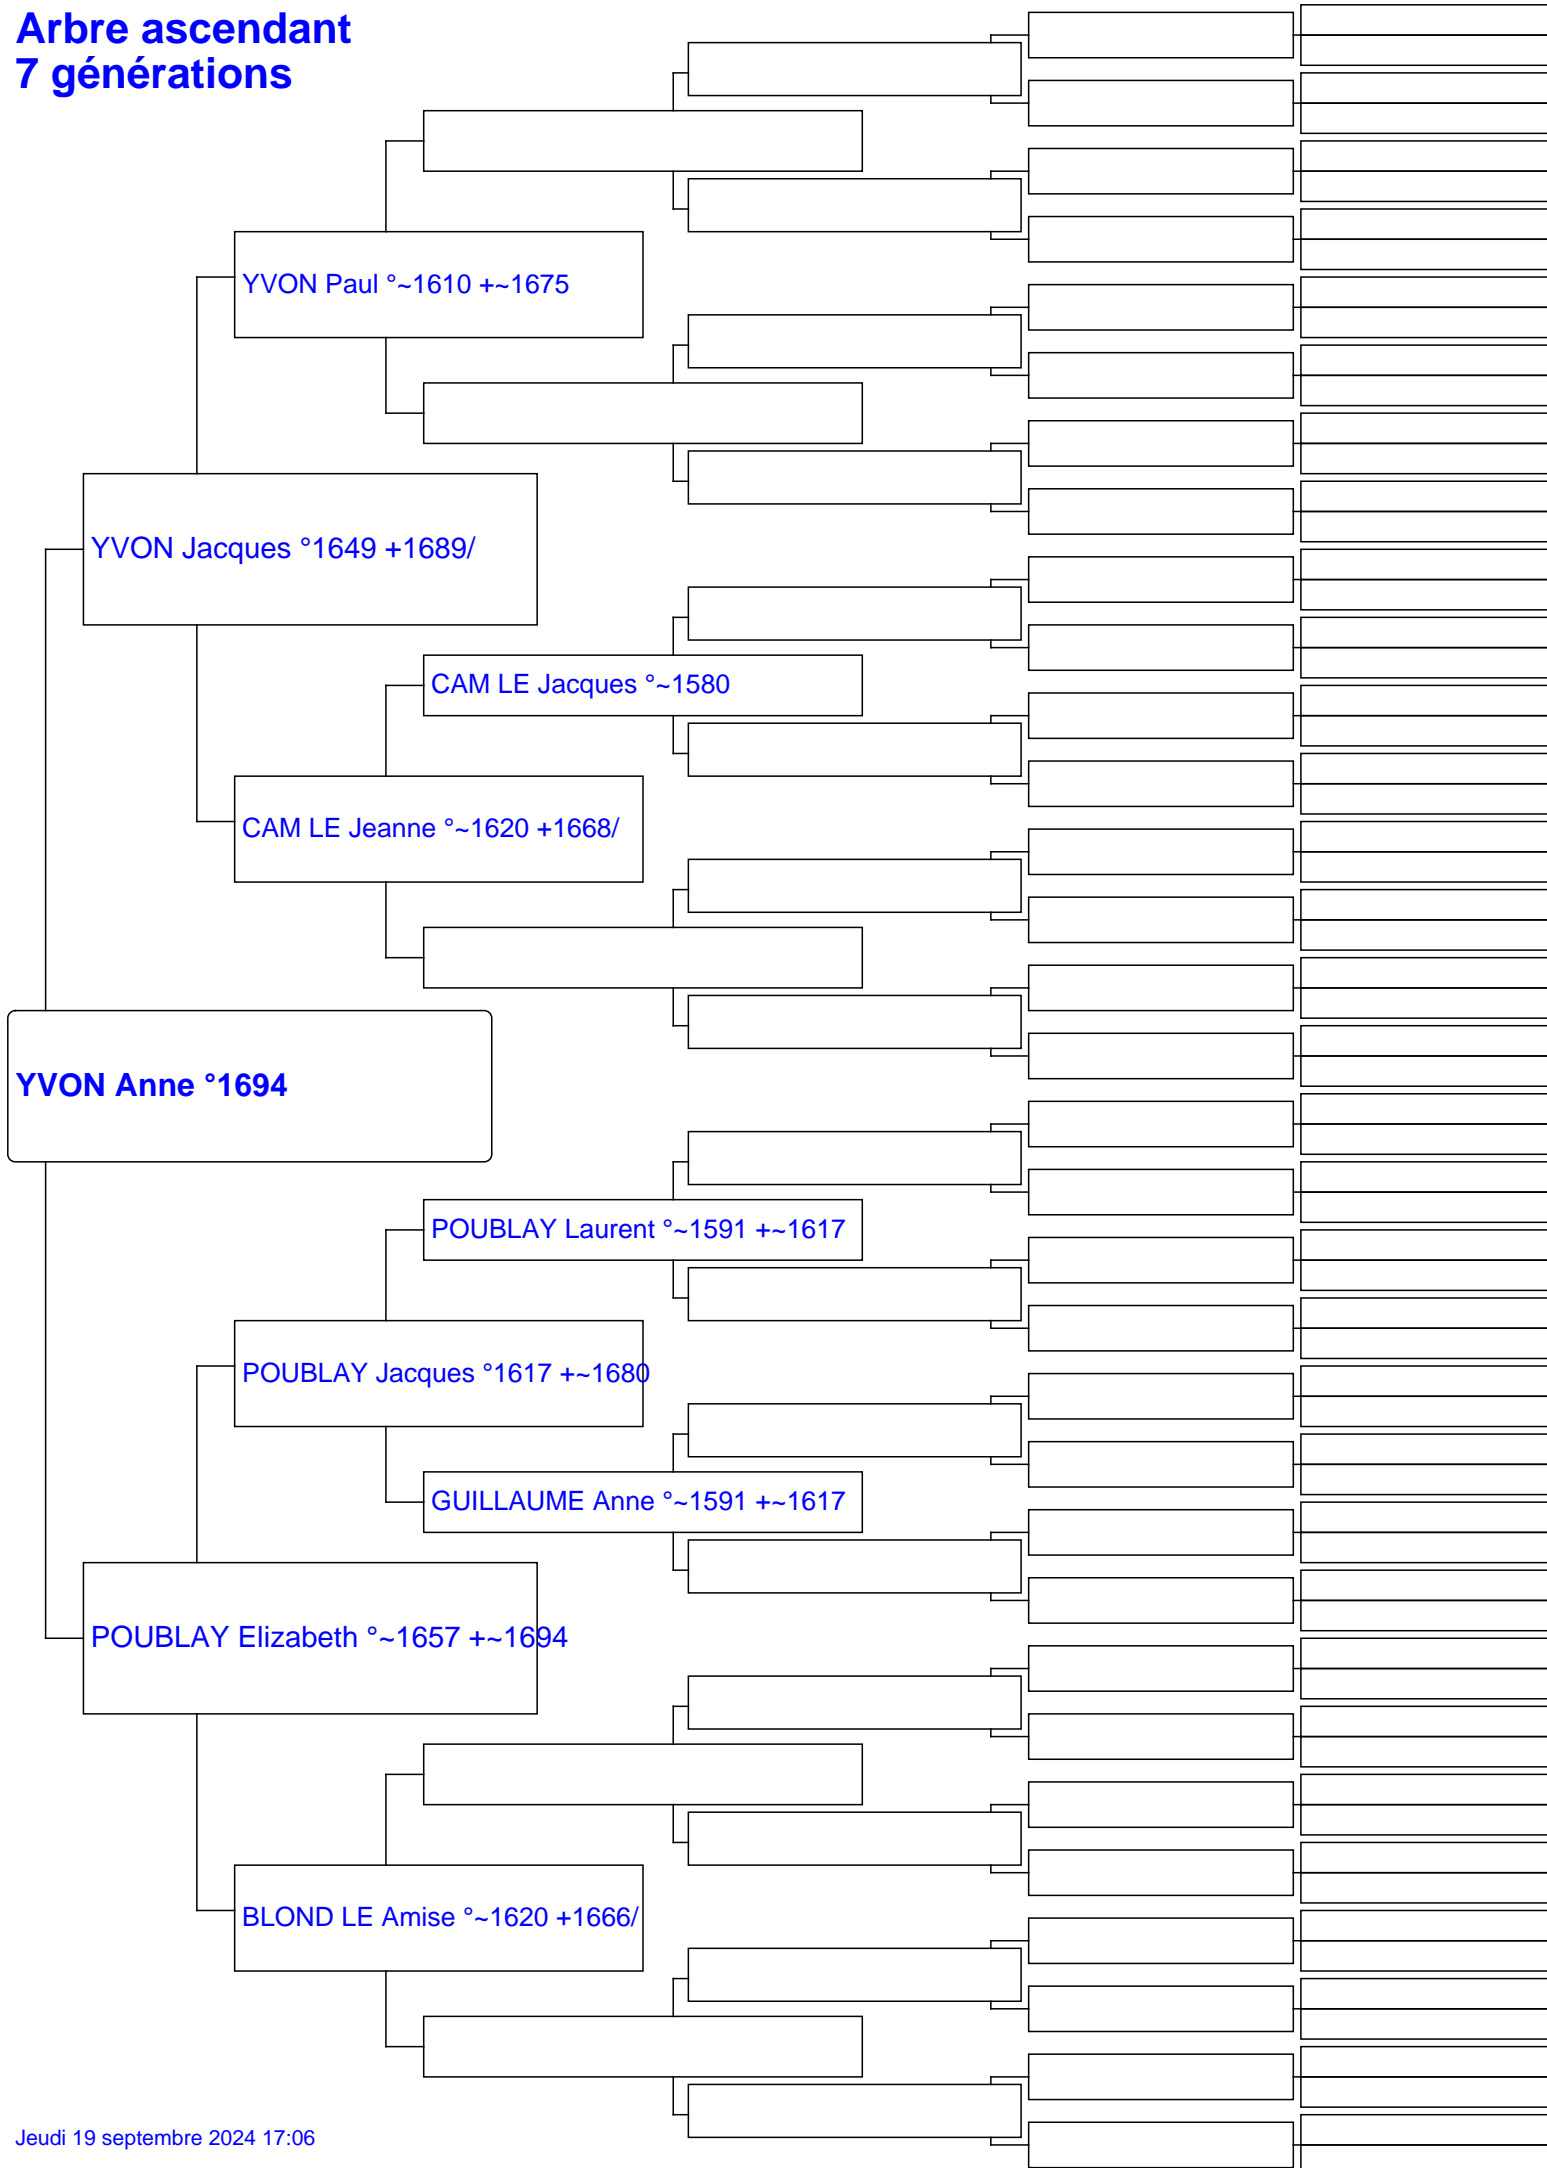 Arbre ascendant
7 générations
YVON Paul °~1610 +~1675
YVON Jacques °1649 +1689/
CAM LE Jacques °~1580
CAM LE Jeanne °~1620 +1668/
YVON Anne °1694
POUBLAY Laurent °~1591 +~1617
POUBLAY Jacques °1617 +~1680
GUILLAUME Anne °~1591 +~1617
POUBLAY Elizabeth °~1657 +~1694
BLOND LE Amise °~1620 +1666/
Jeudi 19 septembre 2024 17:06